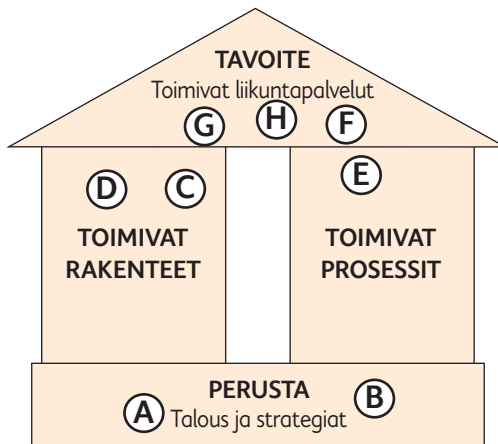 TAVOITE
Toimivat liikuntapalvelut
G H F
D C E
TOIMIVAT
RAKENTEET
TOIMIVAT
PROSESSIT
PERUSTA
A Talous ja strategiat B